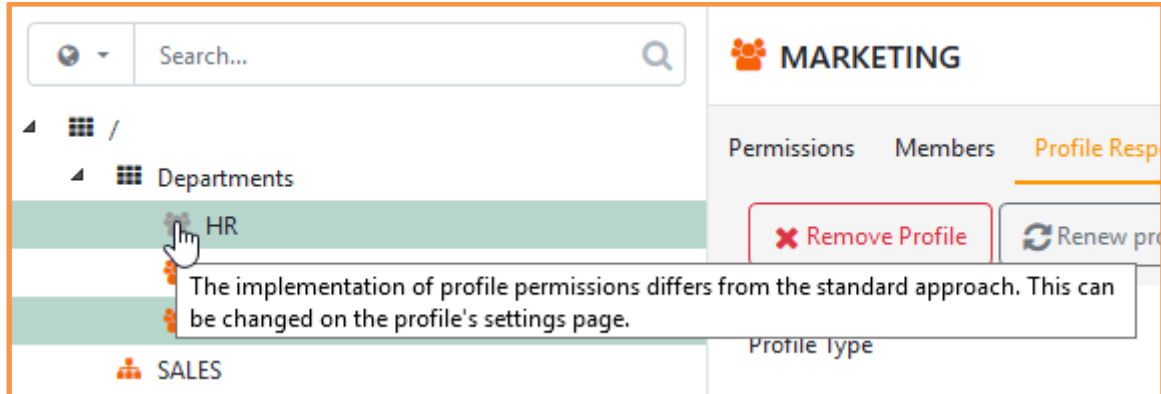 Search...
MARKETING
/
Permissions Members Profile Resp
Departments
HR
Remove Profile Renew pro
The implementation of profile permissions differs from the standard approach. This can
be changed on the profile's settings page.
Profile Type
SALES